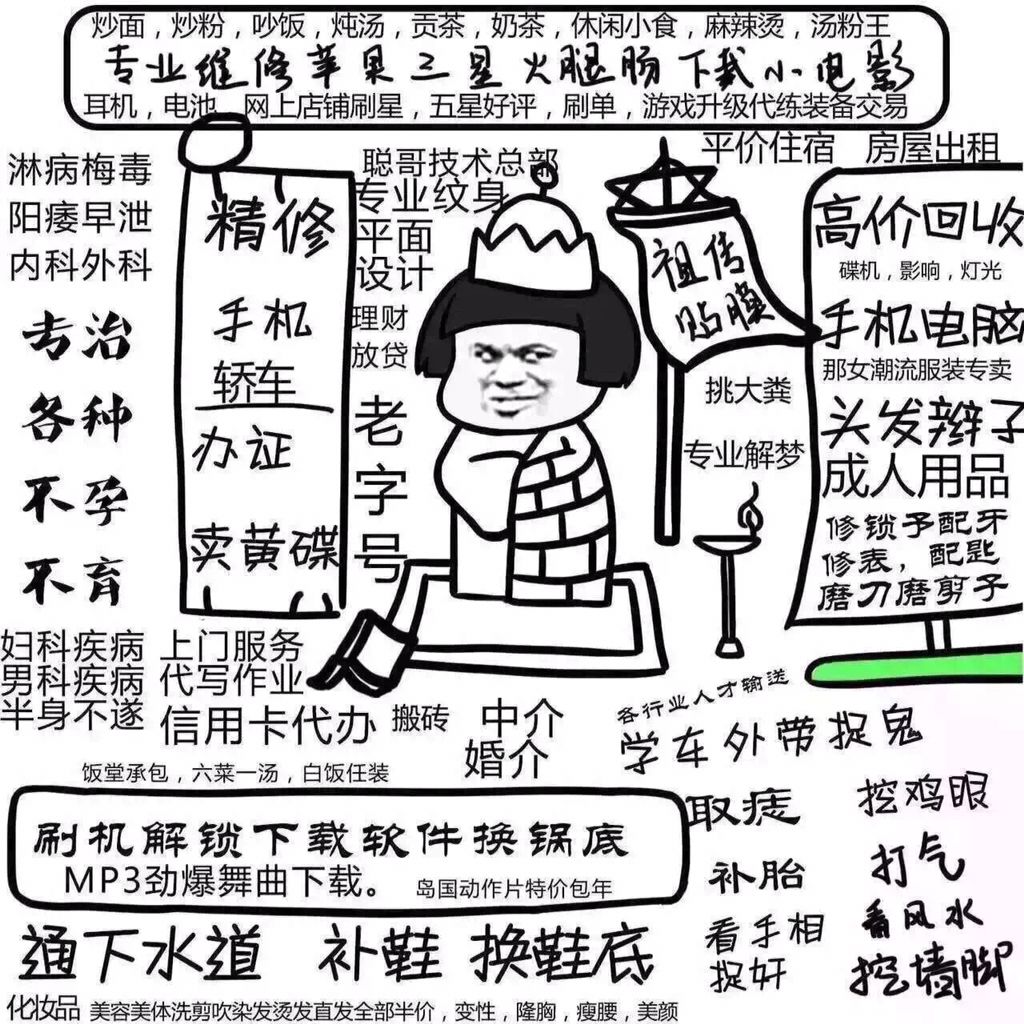 炒面，炒粉，吵饭，炖汤，贡茶，奶茶，休闲小食，麻辣烫，汤粉王
专业维修苹果三星火腿肠下载小电影
耳机，电池，网上店铺刷星，五星好评，刷单，游戏升级代练装备交易
淋病梅毒
阳痿早泄
内科外科
专治
各种
不孕
不育
精修
手机
轿车
办证
卖黄碟
聪哥技术总部
专业纹身
平面
设计
理财
放贷
老
字
号
平价住宿 房屋出租
祖传
贴膜
挑大粪
专业解梦
高价回收
碟机，影响，灯光
手机电脑
那女潮流服装专卖
头发辫子
成人用品
修锁予配牙
修表，配匙
磨刀磨剪子
妇科疾病
男科疾病
半身不遂
上门服务
代写作业
信用卡代办
搬砖
中介
婚介
饭堂承包，六菜一汤，白饭任装
各行业人才输送
学车外带捉鬼
刷机解锁下载软件换锅底
MP3劲爆舞曲下载。
岛国动作片特价包年
取痣
挖鸡眼
补胎
打气
看手相
看风水
捉奸
挖墙脚
通下水道 补鞋 换鞋底
化妆品 美容美体洗剪吹染发烫发直发全部半价，变性，隆胸，瘦腰，美颜